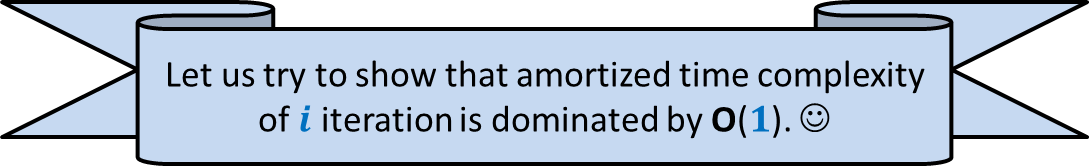 Let us try to show that amortized time complexity
of i iteration is dominated by O(1). ☺